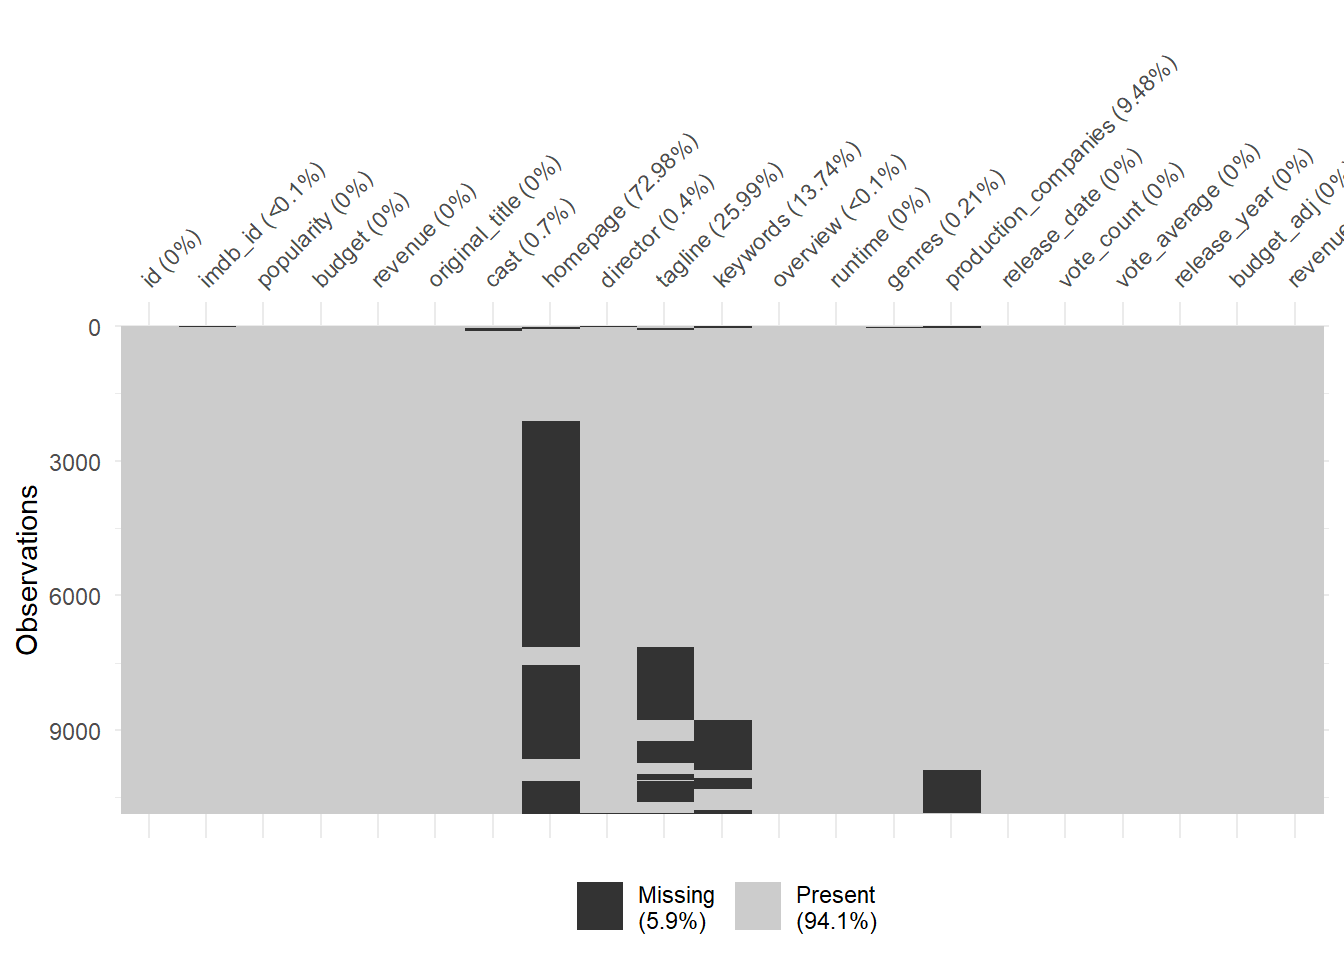 id (0%)
imdb_id (<0.1%)
popularity (0%)
budget (0%)
revenue (0%)
original_title (0%)
cast (0.7%)
homepage (72.98%)
director (0.4%)
tagline (25.99%)
keywords (13.74%)
overview (<0.1%)
runtime (0%)
genres (0.21%)
production_companies (9.48%)
release_date (0%)
vote_count (0%)
vote_average (0%)
release_year (0%)
budget_adj (0%
revenue
0
3000
6000
9000
Observations
Missing
(5.9%)
Present
(94.1%)